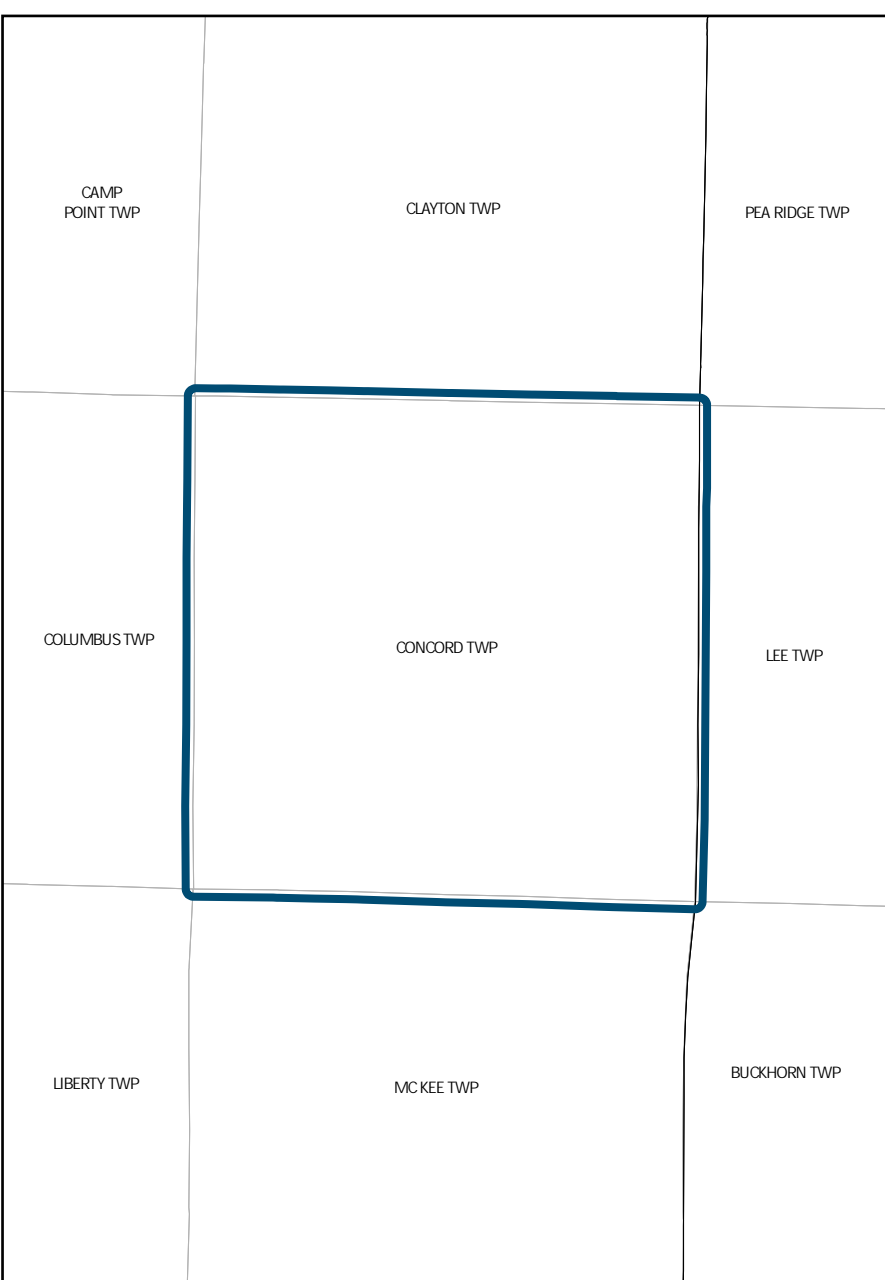 CAMP
POINT TWP
CLAYTON TWP
PEA RIDGE TWP
COLUMBUS TWP
CONCORD TWP
LEE TWP
LIBERTY TWP
MC KEE TWP
BUCKHORN TWP